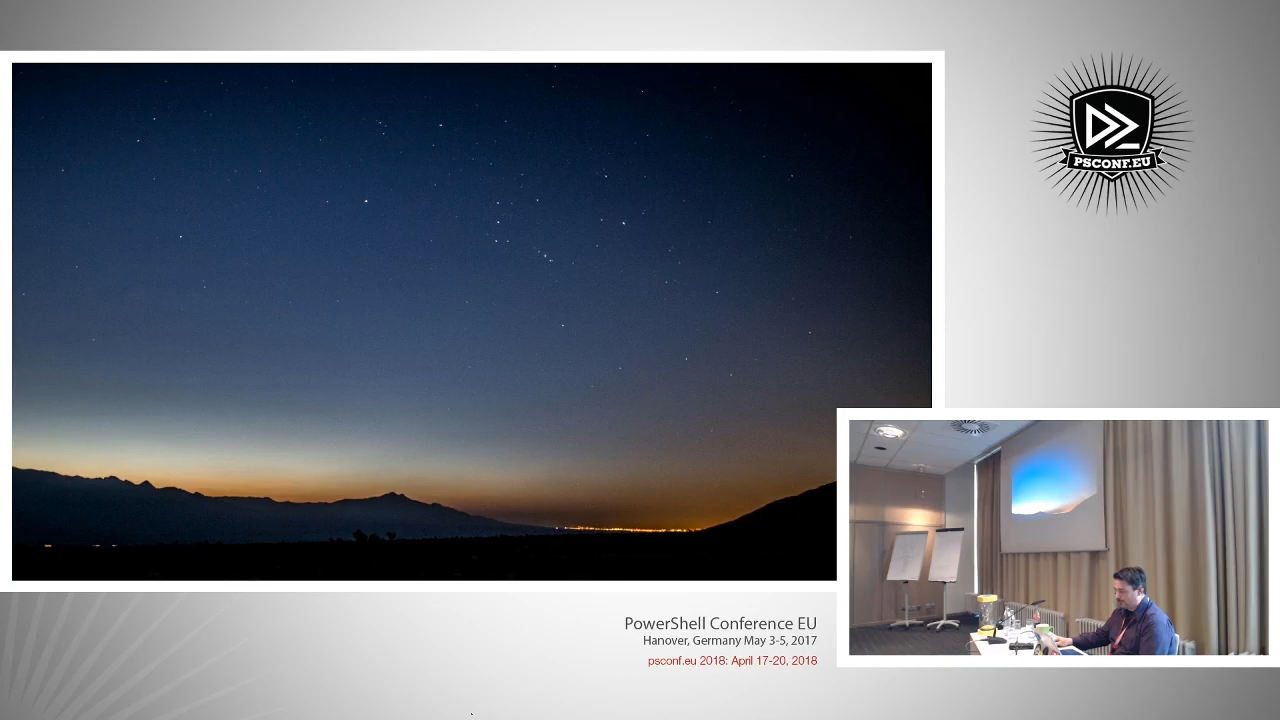 PSCONF.EU
PowerShell Conference EU
Hanover, Germany May 3-5, 2017
psconf.eu 2018: April 17-20, 2018